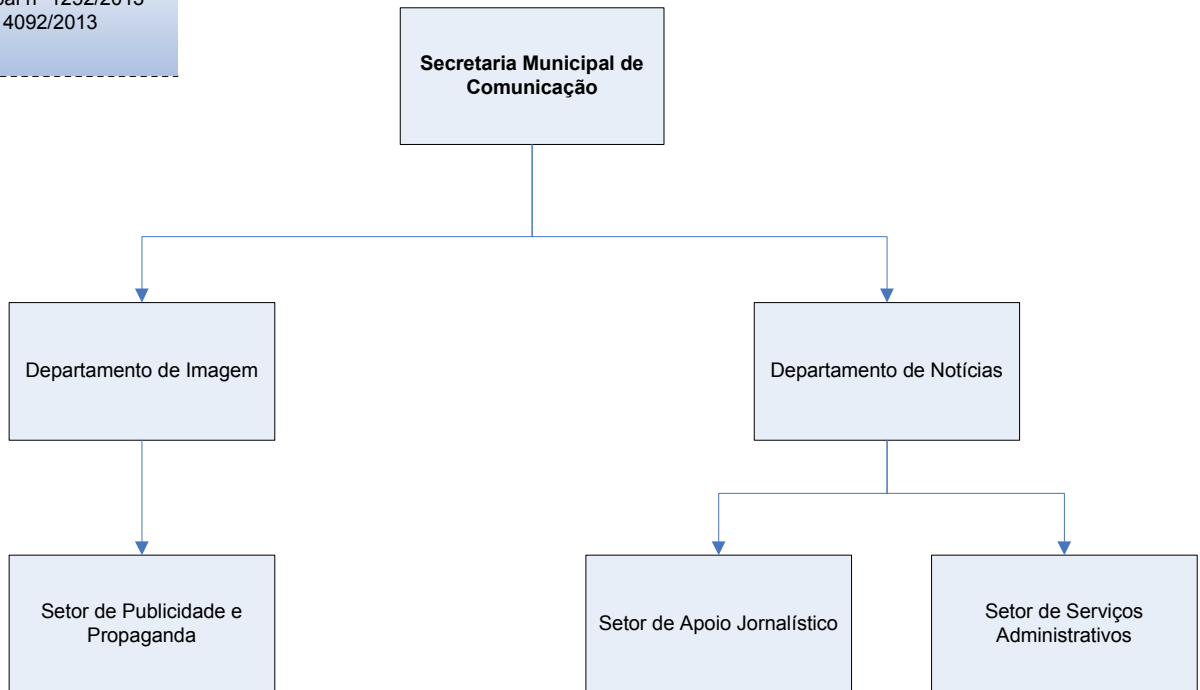 4092/2013
Secretaria Municipal de
Comunicação
Departamento de Imagem
Departamento de Notícias
Setor de Publicidade e
Propaganda
Setor de Apoio Jornalístico
Setor de Serviços
Administrativos